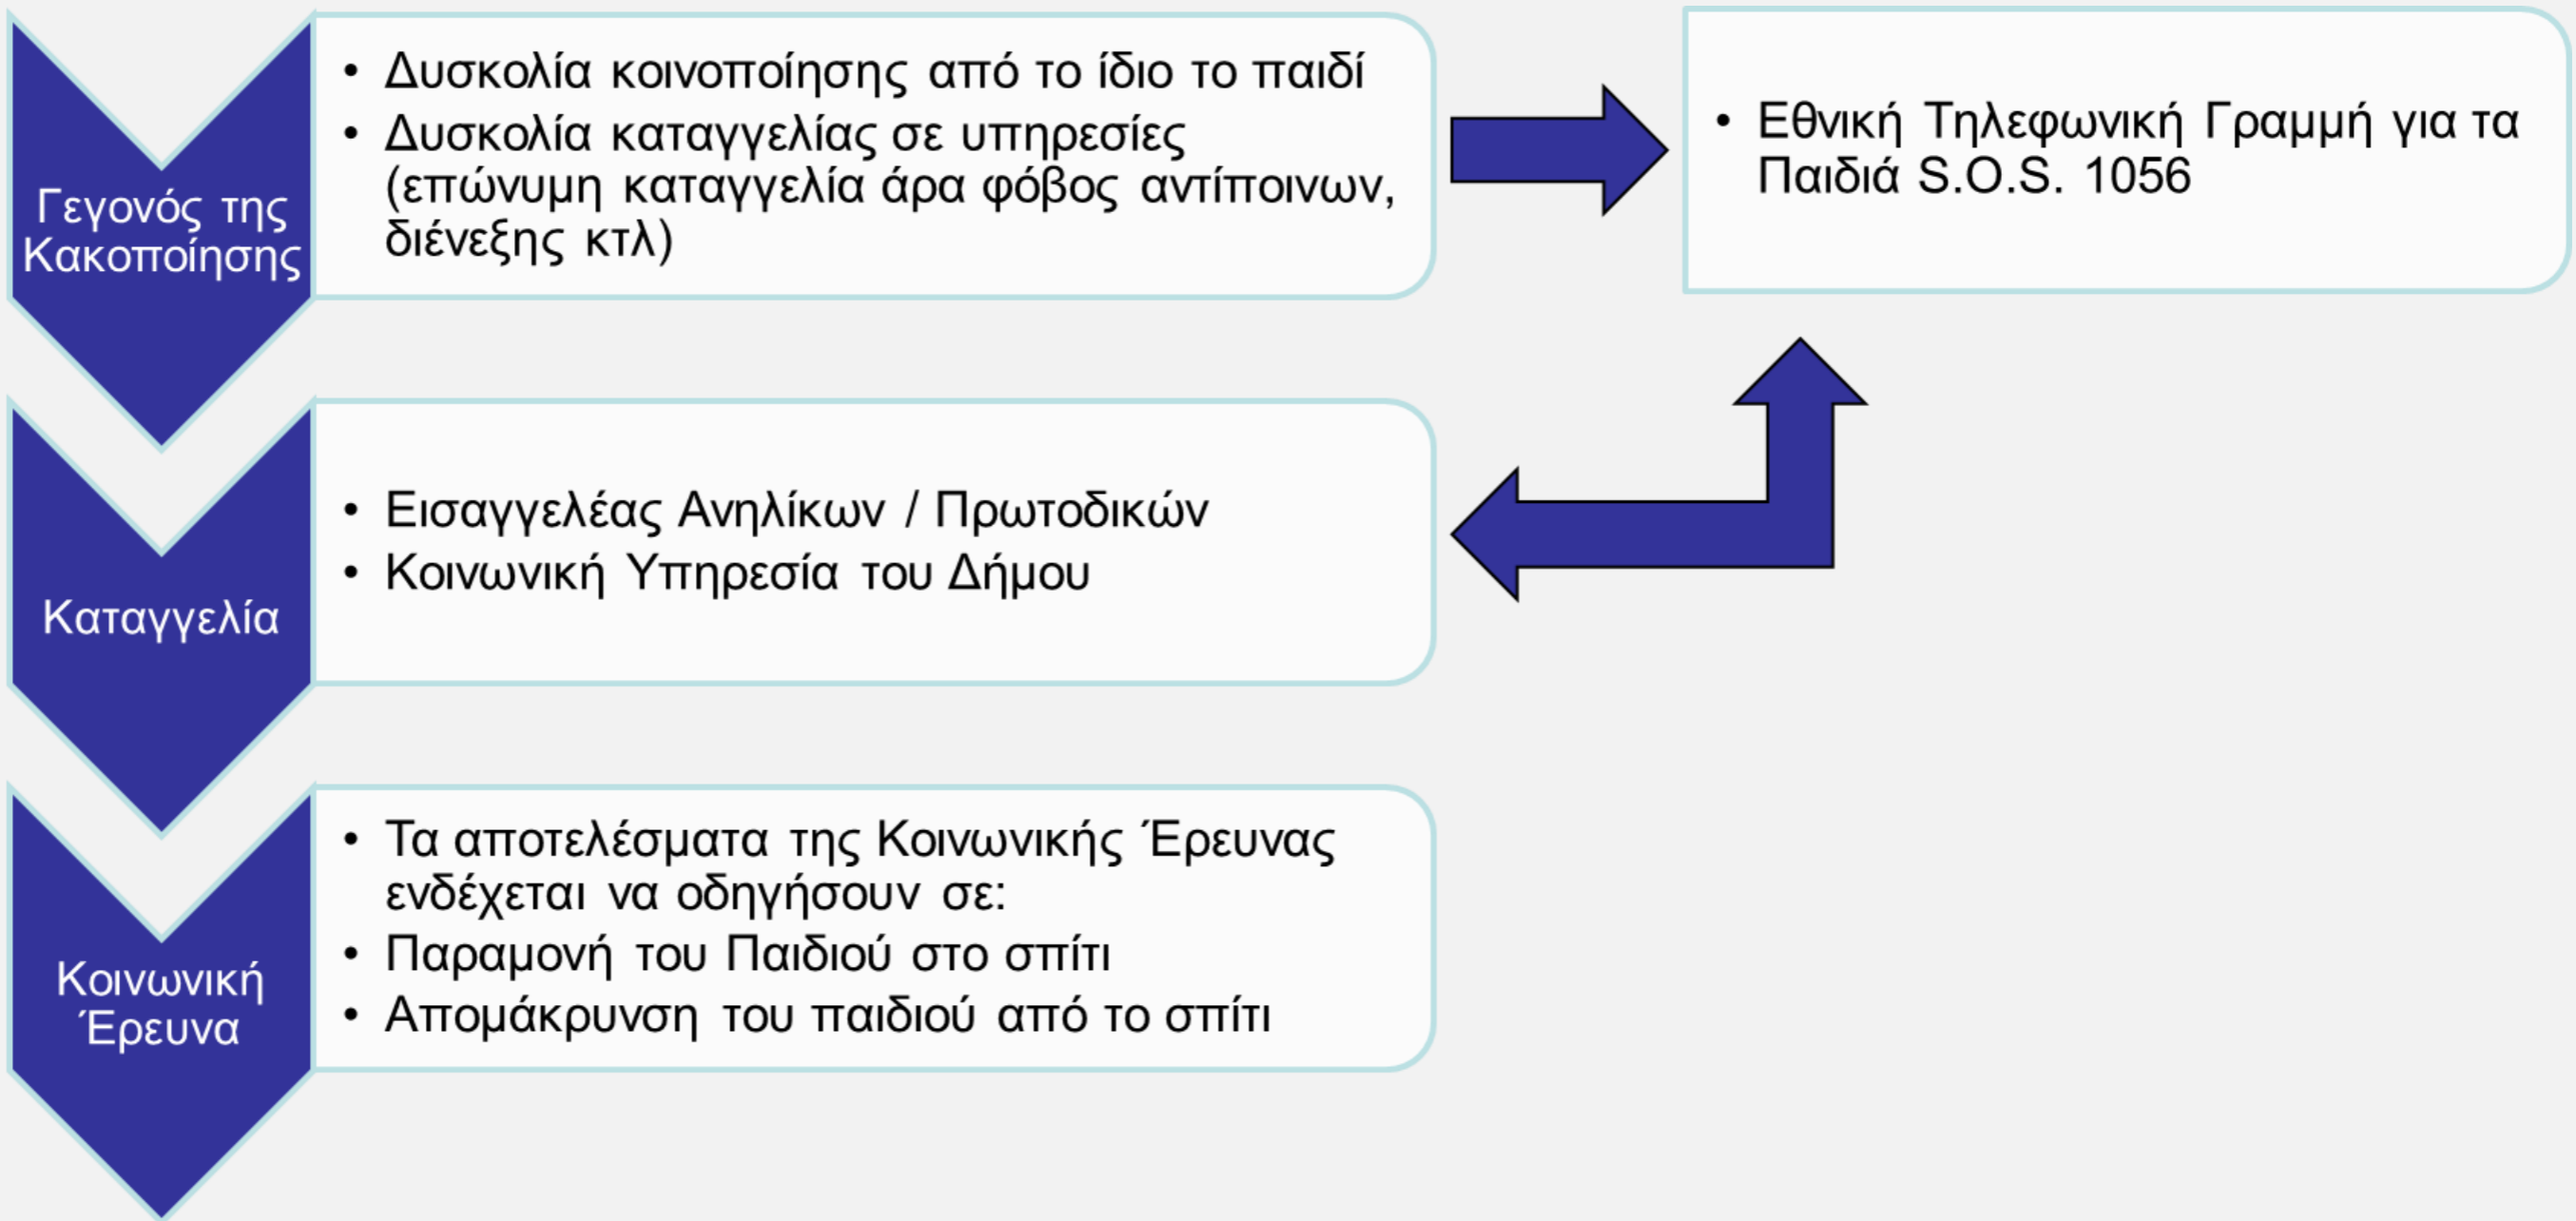 Γεγονός της
Κακοποίησης
• Δυσκολία κοινοποίησης από το ίδιο το παιδί
• Δυσκολία καταγγελίας σε υπηρεσίες
(επώνυμη καταγγελία άρα φόβος αντίποινων,
διένεξης κτλ)
• Εθνική Τηλεφωνική Γραμμή για τα
Παιδιά S.O.S. 1056
Καταγγελία
• Εισαγγελέας Ανηλίκων / Πρωτοδικών
• Κοινωνική Υπηρεσία του Δήμου
Κοινωνική
Έρευνα
• Τα αποτελέσματα της Κοινωνικής Έρευνας
ενδέχεται να οδηγήσουν σε:
• Παραμονή του Παιδιού στο σπίτι
• Απομάκρυνση του παιδιού από το σπίτι